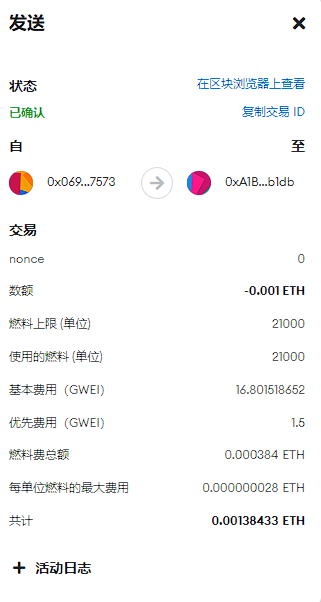 发送
状态 在区块浏览器上查看
已确认 复制交易 ID
自 至
0x069...7573 0xA1B...b1db
交易
nonce 0
数额 -0.001 ETH
燃料上限 (单位) 21000
使用的燃料 (单位) 21000
基本费用（GWEI） 16.801518652
优先费用（GWEI） 1.5
燃料费总额 0.000384 ETH
每单位燃料的最大费用 0.000000028 ETH
共计 0.00138433 ETH
活动日志